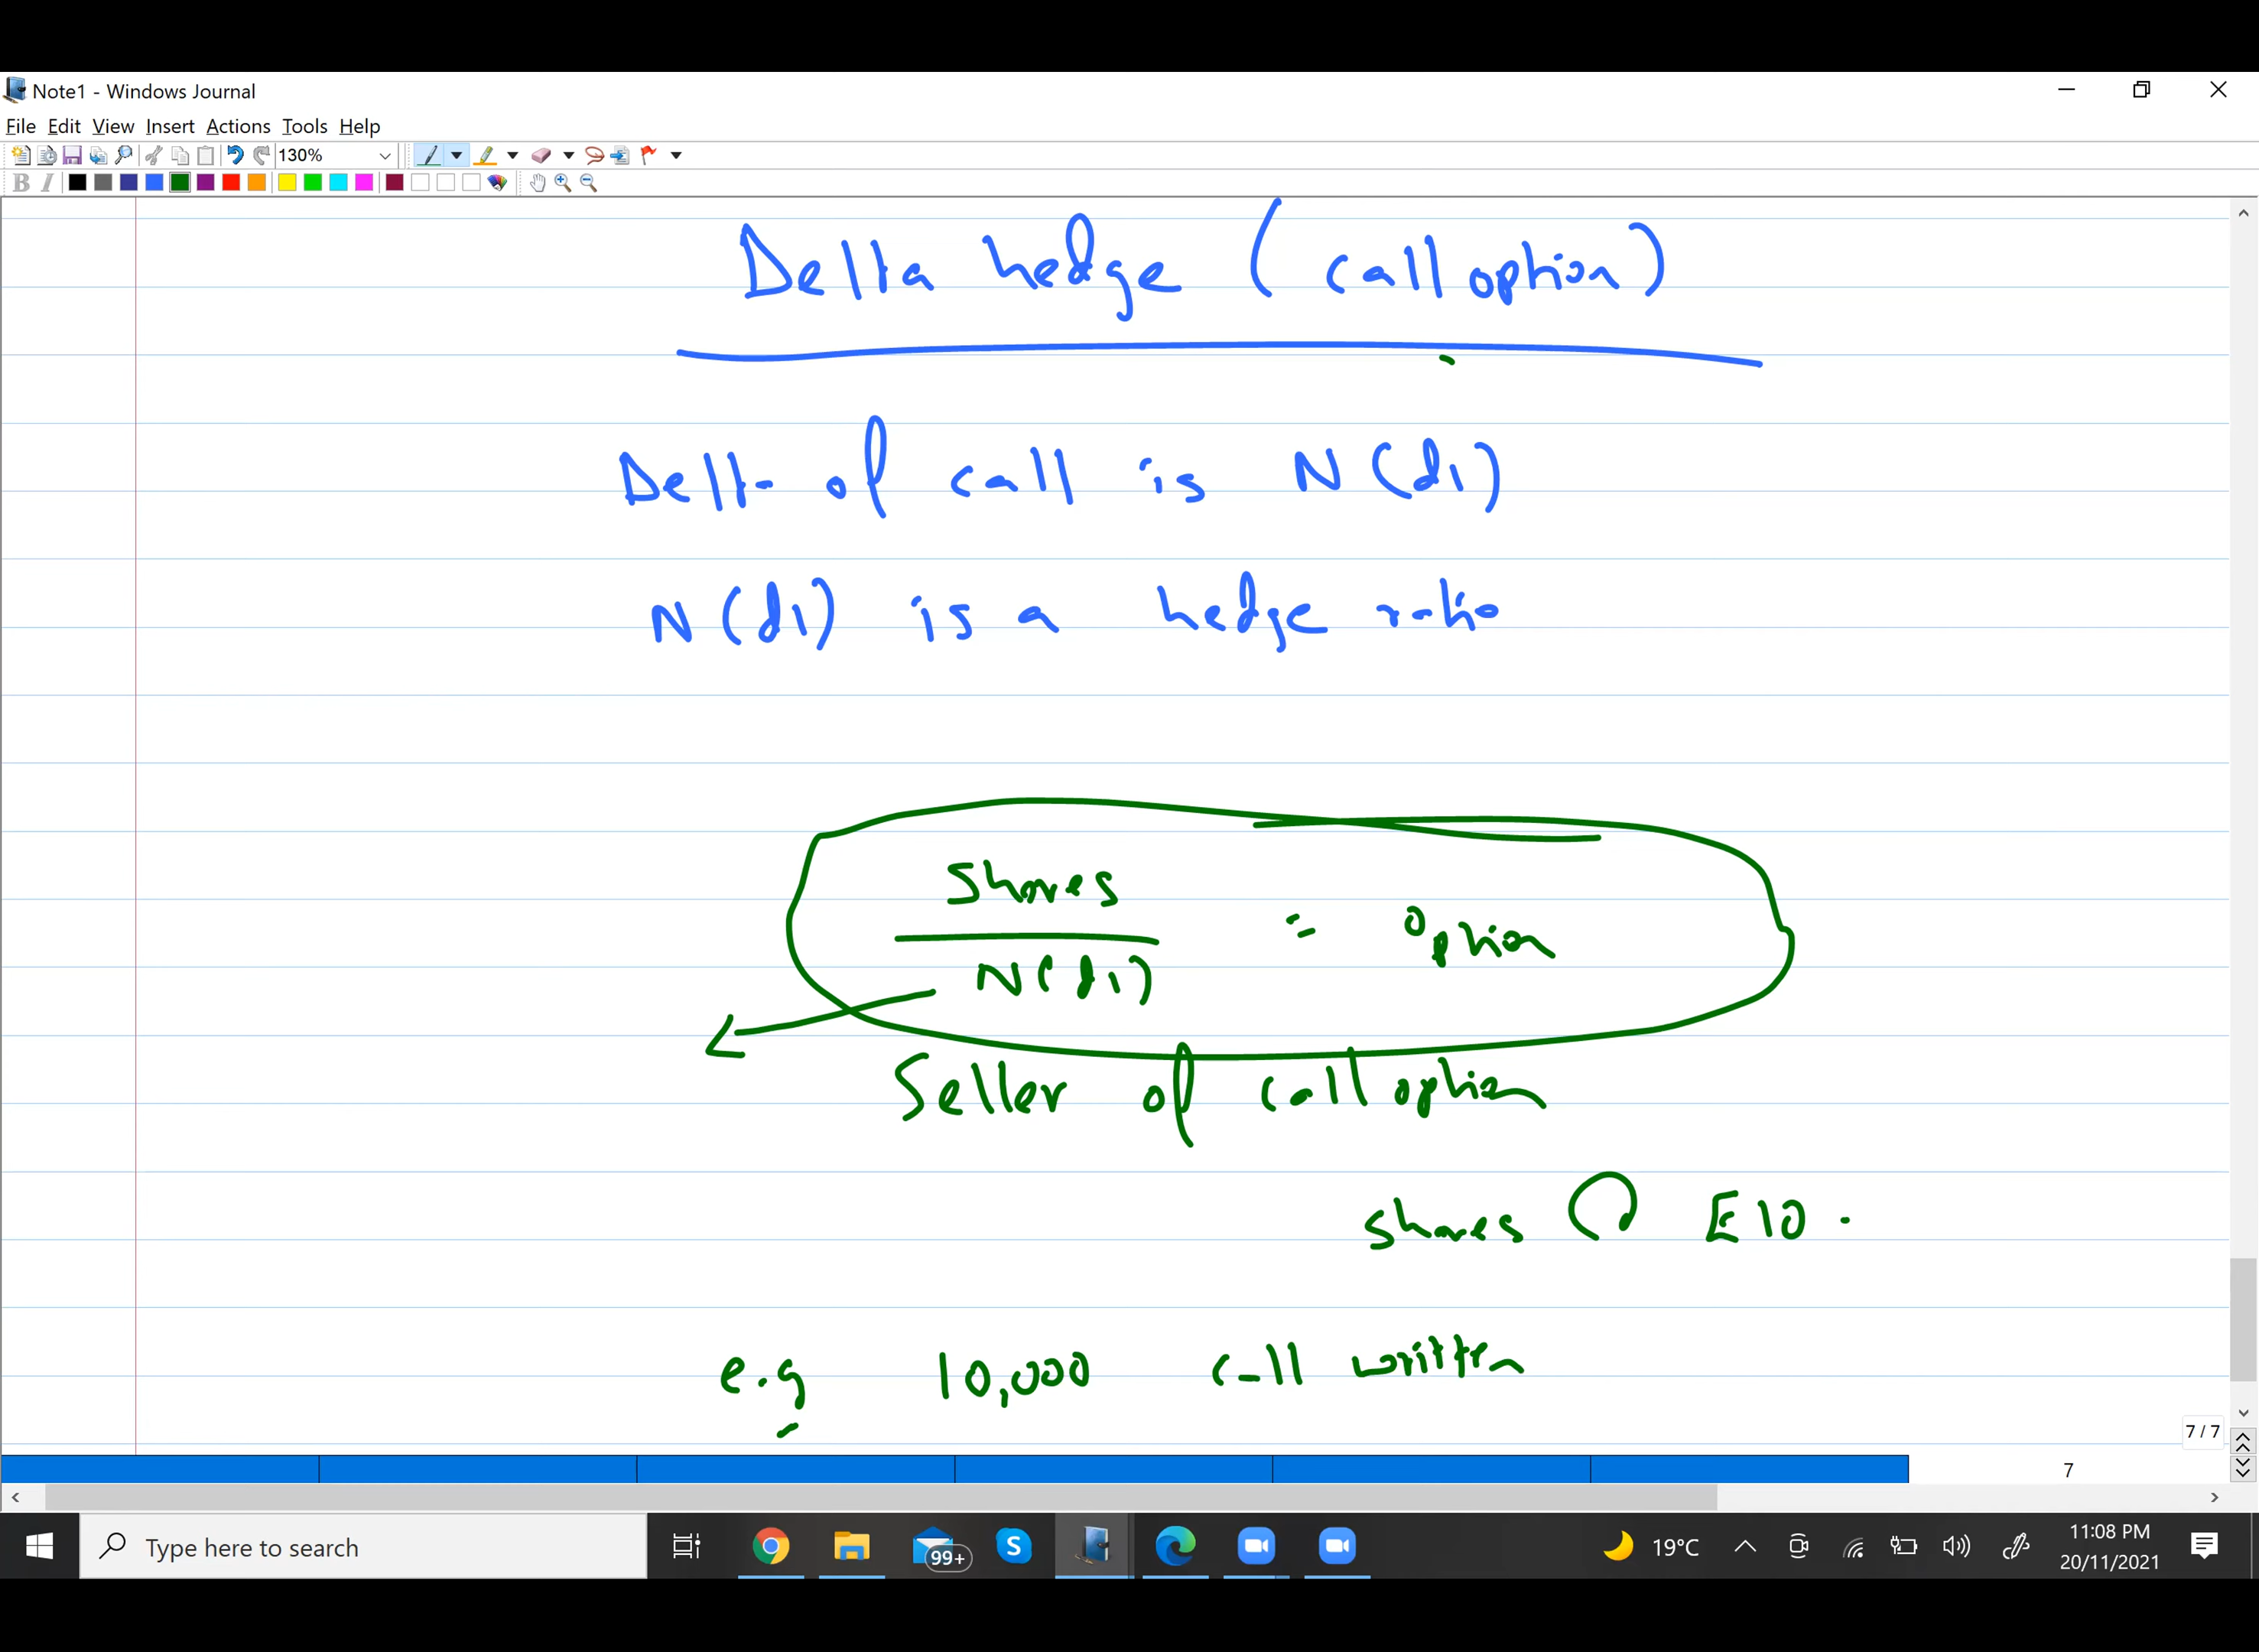 Note1 - Windows Journal
File Edit View Insert Actions Tools Help
130%
B I
Delta hedge (call option)
Delta of call is N(d1)
N(d1) is a hedge ratio
Shares
N(d1)
= option
Seller of call option
shares @ £10
e.g 10,000 call written
7 / 7
7
Type here to search
99+
S
19°C
11:08 PM
20/11/2021